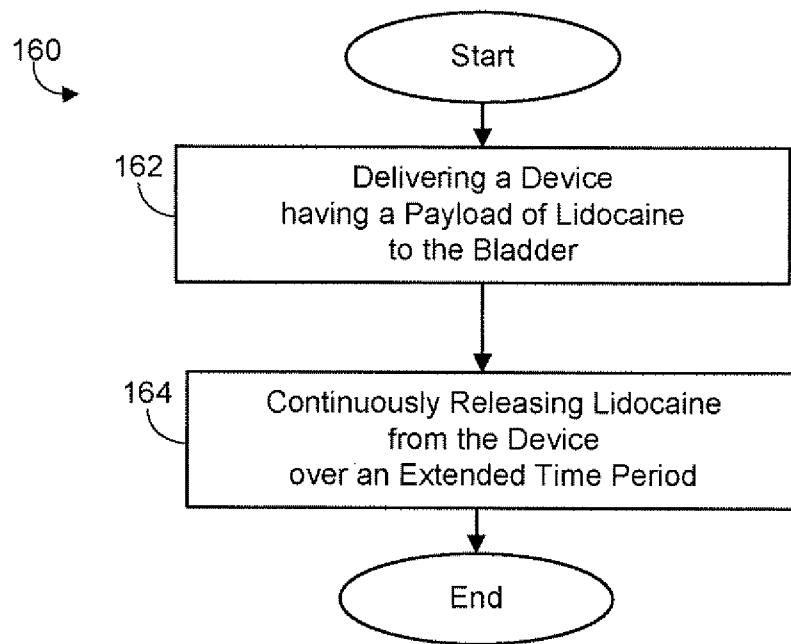 160
Start
162
Delivering a Device
having a Payload of Lidocaine
to the Bladder
164
Continuously Releasing Lidocaine
from the Device
over an Extended Time Period
End